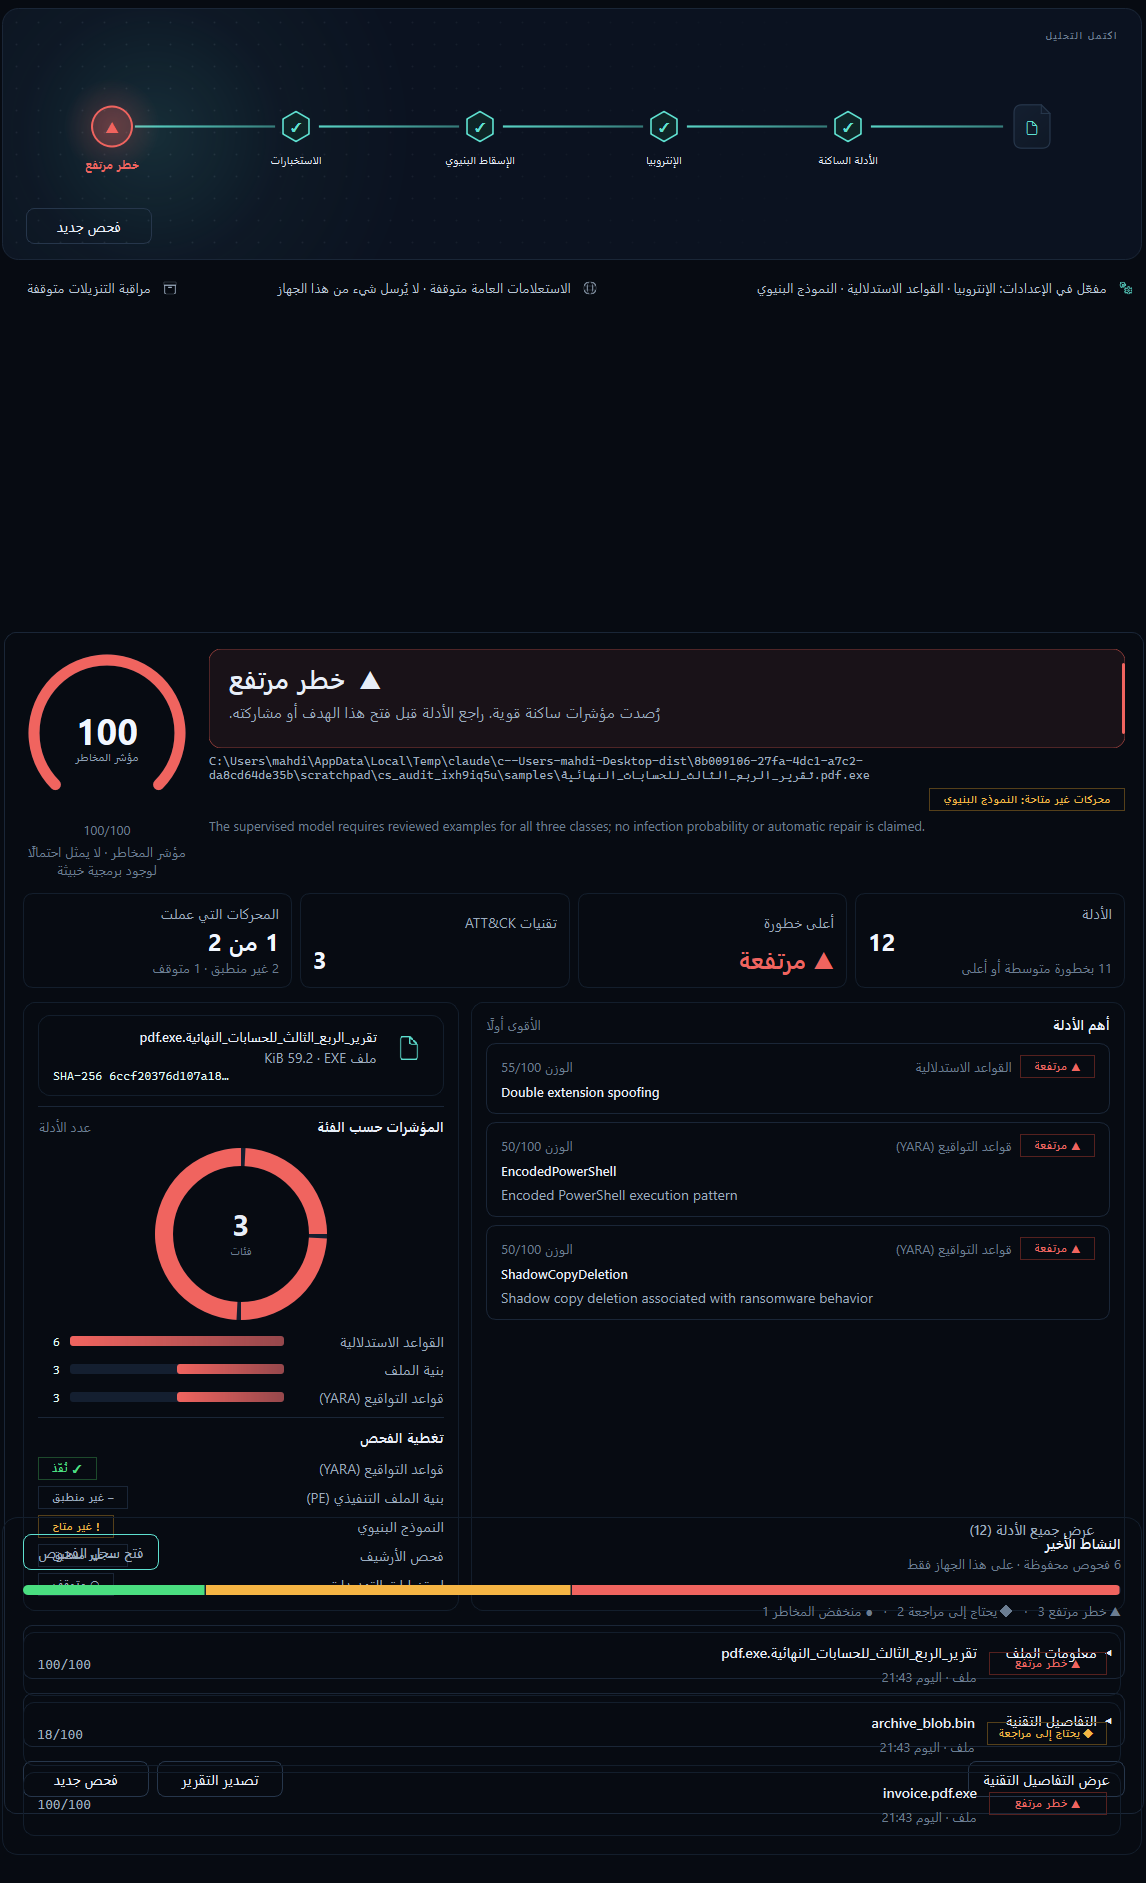 اكتمل التحليل
الأدلة الساكنة
الإنتروبيا
الإسقاط البنيوي
الاستخبارات
خطر مرتفع
فحص جديد
مفعّل في الإعدادات: الإنتروبيا · القواعد الاستدلالية · النموذج البنيوي
الاستعلامات العامة متوقفة · لا يُرسل شيء من هذا الجهاز
مراقبة التنزيلات متوقفة
▲ خطر مرتفع
رُصدت مؤشرات ساكنة قوية. راجع الأدلة قبل فتح هذا الهدف أو مشاركته.
100
مؤشر المخاطر
100/100
مؤشر المخاطر · لا يمثل احتمالًا
لوجود برمجية خبيثة
C:\Users\mahdi\AppData\Local\Temp\claude\c--Users-mahdi-Desktop-dist\8b009106-27fa-4dc1-a7c2-
da8cd64de35b\scratchpad\cs_audit_ixh9iq5u\samples\تقرير_الربع_الثالث_للحسابات_النهائية.pdf.exe
محركات غير متاحة: النموذج البنيوي
The supervised model requires reviewed examples for all three classes; no infection probability or automatic repair is claimed.
الأدلة
12
11 بخطورة متوسطة أو أعلى
أعلى خطورة
▲ مرتفعة
تقنيات ATT&CK
3
المحركات التي عملت
1 من 2
2 غير منطبق · 1 متوقف
أهم الأدلة
الأقوى أولًا
▲ مرتفعة
القواعد الاستدلالية
الوزن 55/100
Double extension spoofing
▲ مرتفعة
قواعد التواقيع (YARA)
الوزن 50/100
EncodedPowerShell
Encoded PowerShell execution pattern
▲ مرتفعة
قواعد التواقيع (YARA)
الوزن 50/100
ShadowCopyDeletion
Shadow copy deletion associated with ransomware behavior
عرض جميع الأدلة (12)
تقرير_الربع_الثالث_للحسابات_النهائية.pdf.exe
ملف EXE · 59.2 KiB
SHA-256 6ccf20376d107a18…
المؤشرات حسب الفئة
عدد الأدلة
3
فئات
القواعد الاستدلالية
6
بنية الملف
3
قواعد التواقيع (YARA)
3
تغطية الفحص
قواعد التواقيع (YARA)
✓ نُفّذ
بنية الملف التنفيذي (PE)
– غير منطبق
النموذج البنيوي
! غير متاح
فحص الأرشيف
النشاط الأخير
6 فحوص محفوظة · على هذا الجهاز فقط
فتح سجل الفحوص
▲ خطر مرتفع 3 · ◆ يحتاج إلى مراجعة 2 · ● منخفض المخاطر 1
معلومات الملف
▲ خطر مرتفع
تقرير_الربع_الثالث_للحسابات_النهائية.pdf.exe
ملف · اليوم 21:43
100/100
التفاصيل التقنية
◆ يحتاج إلى مراجعة
archive_blob.bin
ملف · اليوم 21:43
18/100
عرض التفاصيل التقنية
تصدير التقرير
فحص جديد
▲ خطر مرتفع
invoice.pdf.exe
ملف · اليوم 21:43
100/100